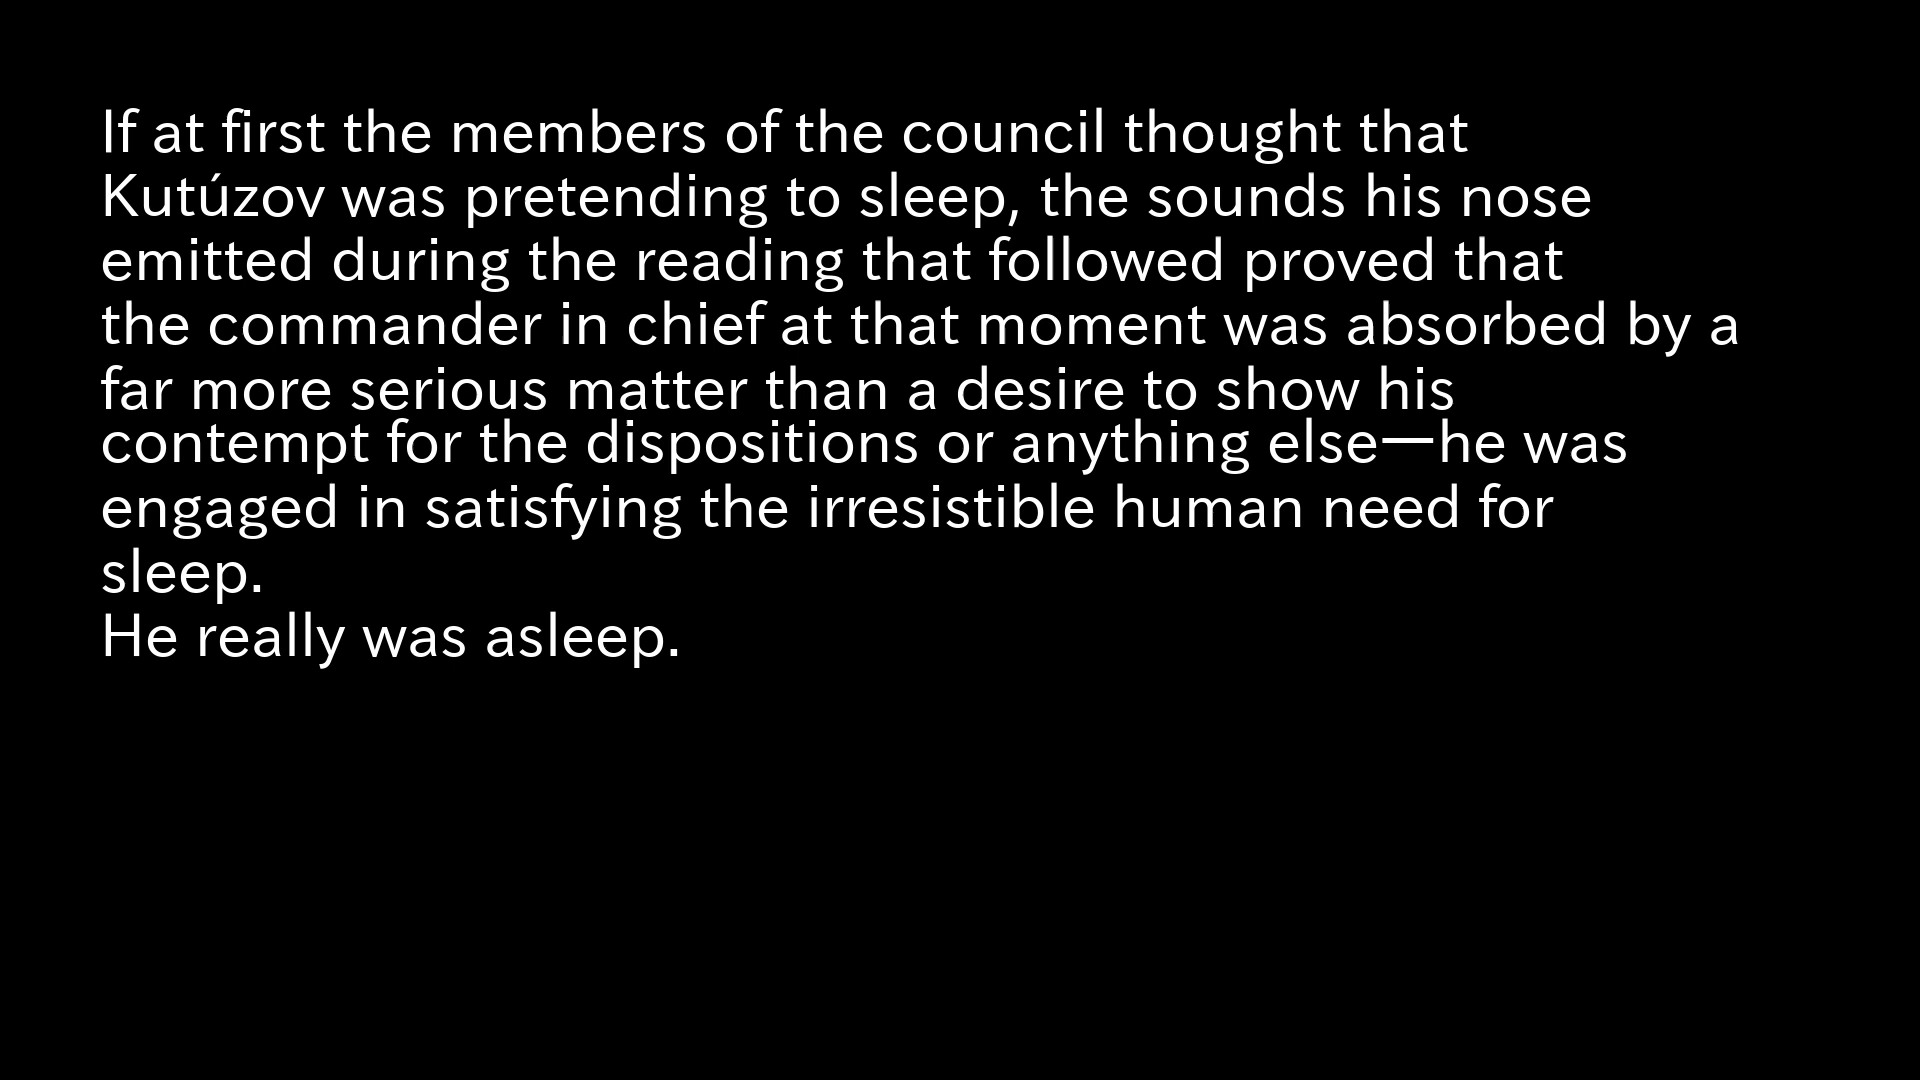 If at first the members of the council thought that
Kutúzov was pretending to sleep, the sounds his nose
emitted during the reading that followed proved that
the commander in chief at that moment was absorbed by a
far more serious matter than a desire to show his
contempt for the dispositions or anything else—he was
engaged in satisfying the irresistible human need for
sleep.
He really was asleep.